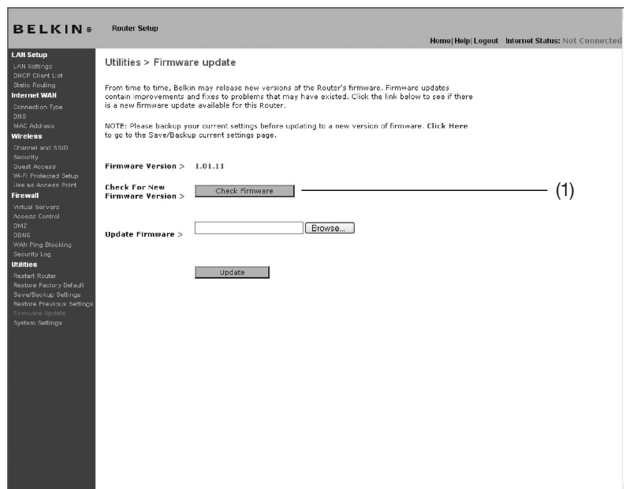 BELKIN®
Router Setup
Home|Help|Logout Internet Status: Not Connected
LAN Setup
LAN Settings
DHCP Client List
Static Routing
Internet WAN
Connection Type
DNS
MAC Address
Wireless
Channel and SSID
Security
Guest Access
Wi-Fi Protected Setup
Use as Access Point
Firewall
Virtual Servers
Access Control
DMZ
DDNS
WAN Ping Blocking
Security Log
Utilities
Restart Router
Restore Factory Default
Save/Backup Settings
Restore Previous Settings
Firmware Update
System Settings
Utilities > Firmware update
From time to time, Belkin may release new versions of the Router's firmware. Firmware updates
contain improvements and fixes to problems that may have existed. Click the link below to see if there
is a new firmware update available for this Router.
NOTE: Please backup your current settings before updating to a new version of firmware. Click Here
to go to the Save/Backup current settings page.
Firmware Version > 1.01.11
Check For New
Firmware Version > Check Firmware (1)
Update Firmware > Browse...
Update